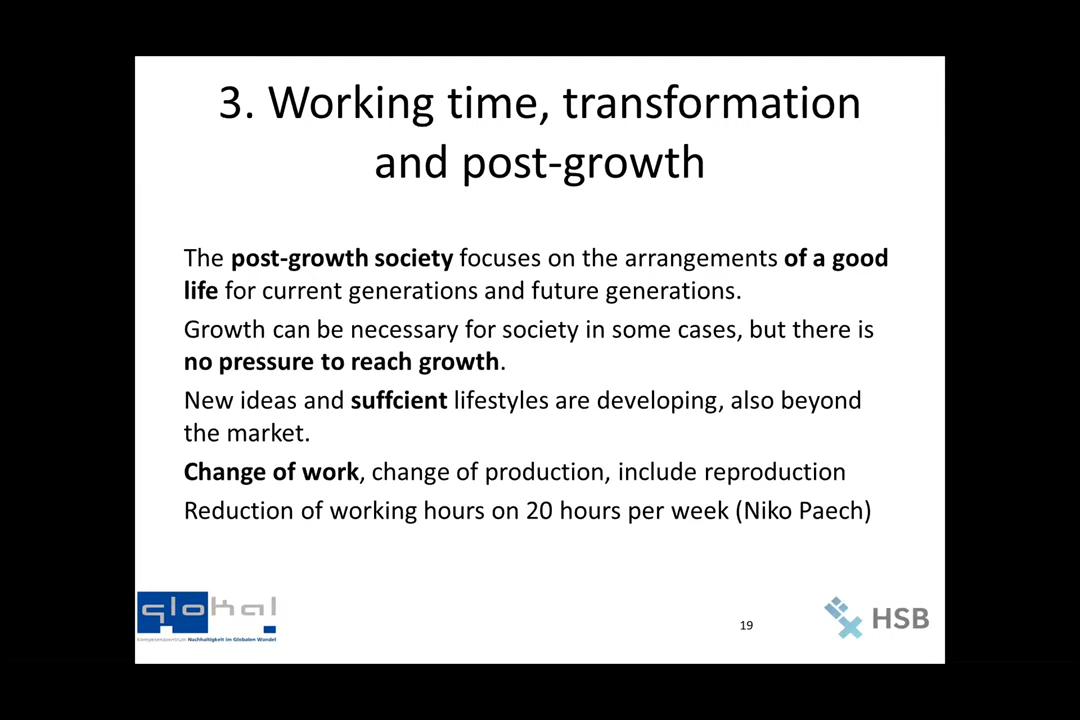 3. Working time, transformation
and post-growth
The post-growth society focuses on the arrangements of a good
life for current generations and future generations.
Growth can be necessary for society in some cases, but there is
no pressure to reach growth.
New ideas and suffcient lifestyles are developing, also beyond
the market.
Change of work, change of production, include reproduction
Reduction of working hours on 20 hours per week (Niko Paech)
glokal
Kompetenzzentrum Nachhaltigkeit im Globalen Wandel
19
HSB